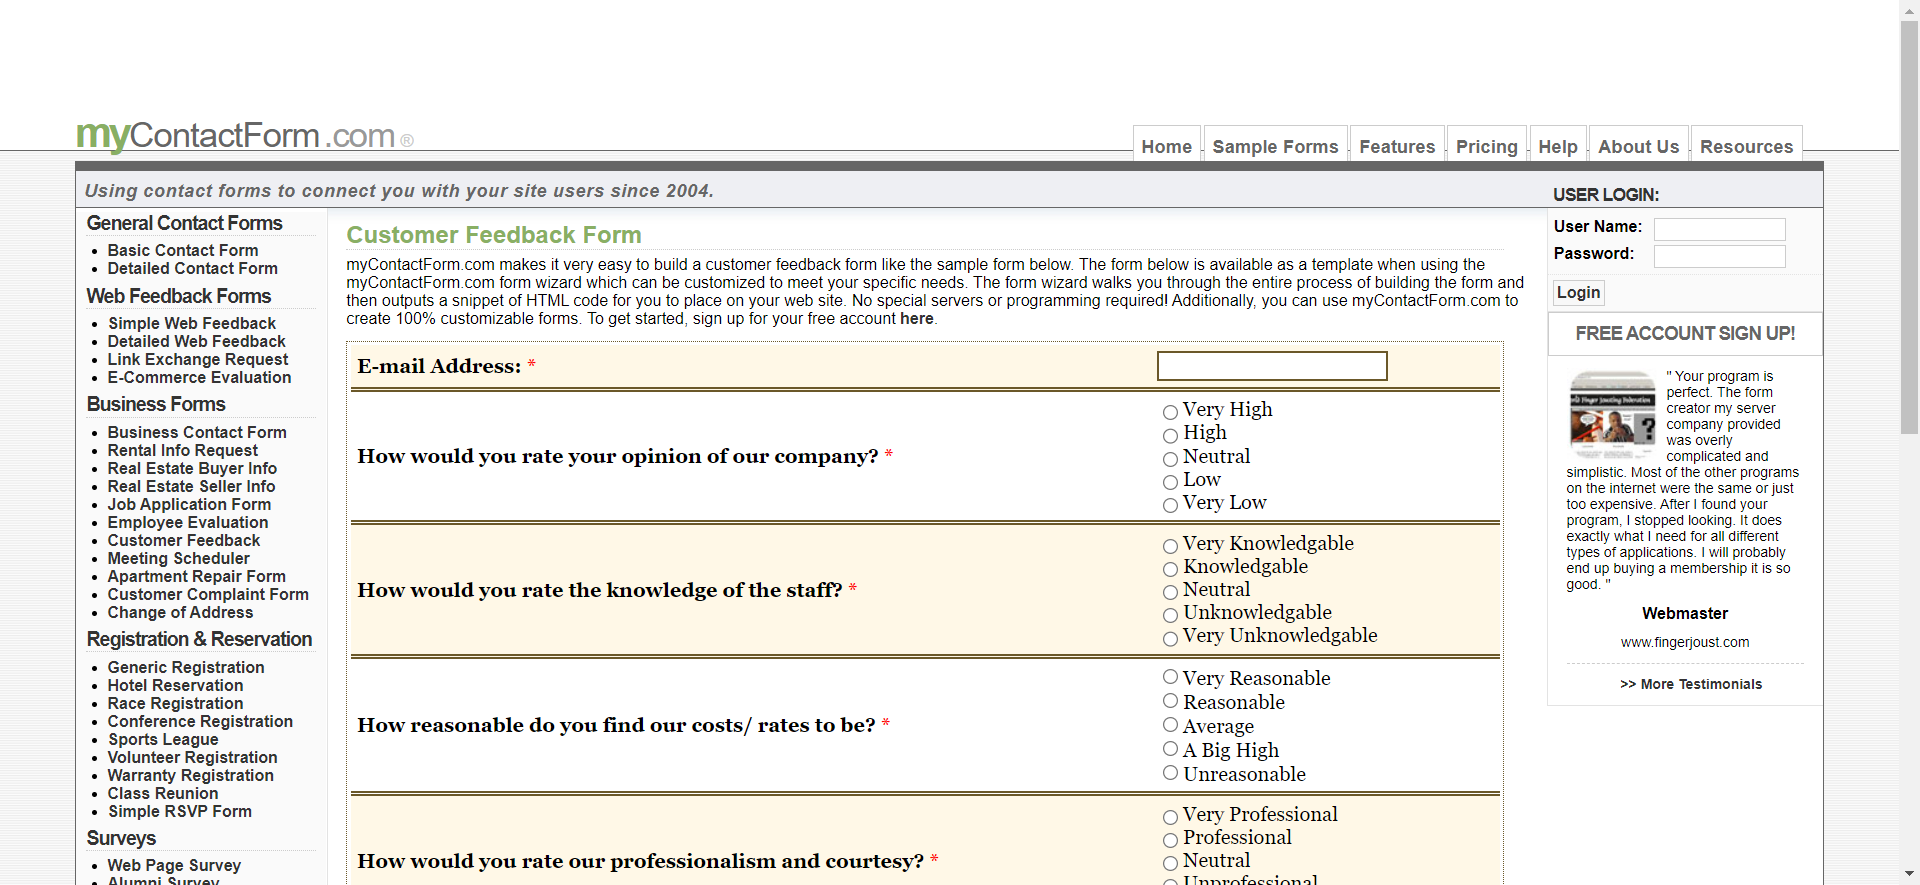 myContactForm.com®
Home
Sample Forms
Features
Pricing
Help
About Us
Resources
Using contact forms to connect you with your site users since 2004.
General Contact Forms
Basic Contact Form
Detailed Contact Form
Web Feedback Forms
Simple Web Feedback
Detailed Web Feedback
Link Exchange Request
E-Commerce Evaluation
Business Forms
Business Contact Form
Rental Info Request
Real Estate Buyer Info
Real Estate Seller Info
Job Application Form
Employee Evaluation
Customer Feedback
Meeting Scheduler
Apartment Repair Form
Customer Complaint Form
Change of Address
Registration & Reservation
Generic Registration
Hotel Reservation
Race Registration
Conference Registration
Sports League
Volunteer Registration
Warranty Registration
Class Reunion
Simple RSVP Form
Surveys
Web Page Survey
Alumni Survey
Customer Feedback Form
myContactForm.com makes it very easy to build a customer feedback form like the sample form below. The form below is available as a template when using the
myContactForm.com form wizard which can be customized to meet your specific needs. The form wizard walks you through the entire process of building the form and
then outputs a snippet of HTML code for you to place on your web site. No special servers or programming required! Additionally, you can use myContactForm.com to
create 100% customizable forms. To get started, sign up for your free account here.
E-mail Address: *
How would you rate your opinion of our company? *
Very High
High
Neutral
Low
Very Low
How would you rate the knowledge of the staff? *
Very Knowledgable
Knowledgable
Neutral
Unknowledgable
Very Unknowledgable
How reasonable do you find our costs/ rates to be? *
Very Reasonable
Reasonable
Average
A Big High
Unreasonable
How would you rate our professionalism and courtesy? *
Very Professional
Professional
Neutral
Unprofessional
USER LOGIN:
User Name:
Password:
Login
FREE ACCOUNT SIGN UP!
" Your program is
perfect. The form
creator my server
company provided
was overly
complicated and
simplistic. Most of the other programs
on the internet were the same or just
too expensive. After I found your
program, I stopped looking. It does
exactly what I need for all different
types of applications. I will probably
end up buying a membership it is so
good. "
Webmaster
www.fingerjoust.com
>> More Testimonials